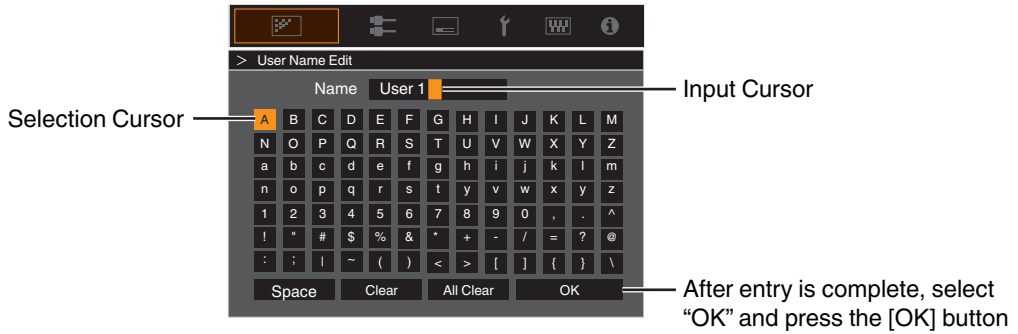 > User Name Edit
Name User 1
Input Cursor
Selection Cursor
A B C D E F G H I J K L M
N O P Q R S T U V W X Y Z
a b c d e f g h i j k l m
n o p q r s t y v w x y z
1 2 3 4 5 6 7 8 9 0 , . ^
! " # $ % & * + - / = ? @
: ; | ~ ( ) < > [ ] { } \
Space Clear All Clear OK
After entry is complete, select
“OK” and press the [OK] button